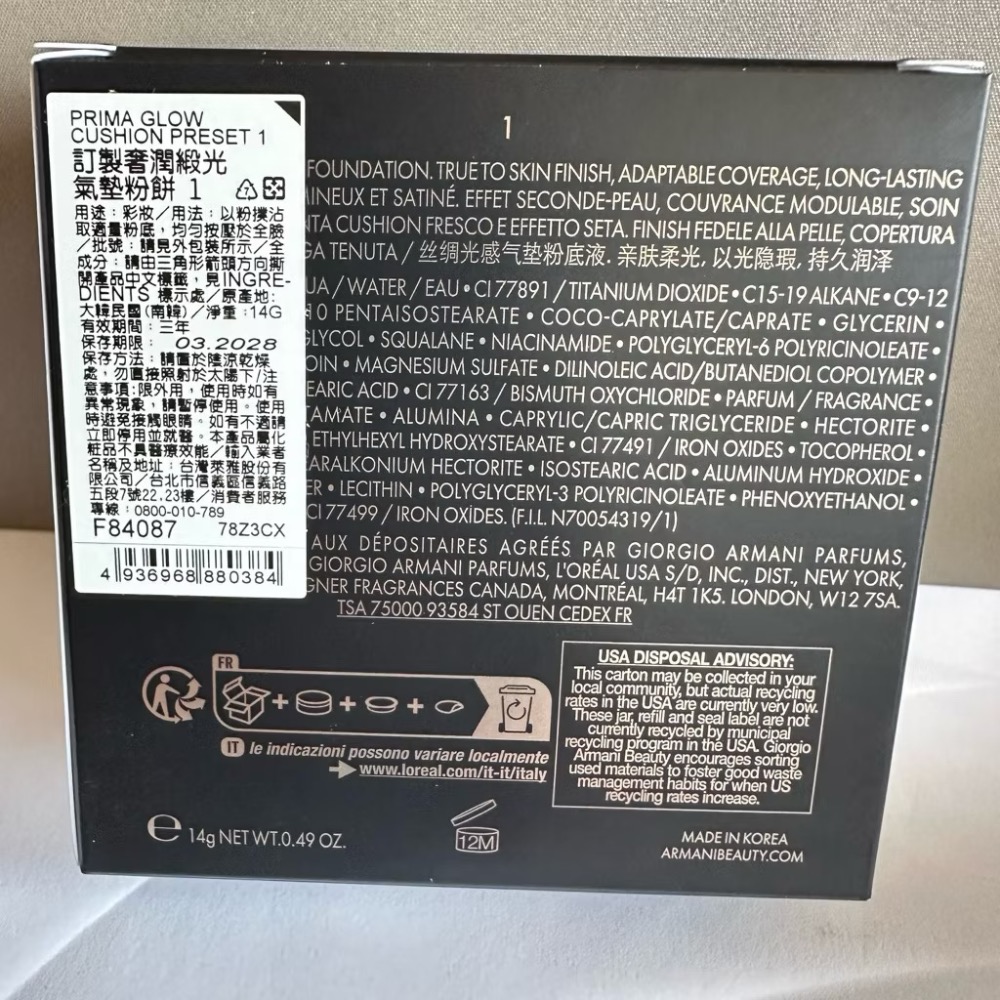 PRIMA GLOW
CUSHION PRESET 1
訂製奢潤緞光
氣墊粉餅 1
用途：彩妝／用法：以粉撲沾
取適量粉底，均勻按壓於全臉
／批號：請見外包裝所示／全
成分：請由三角形箭頭方向撕
開產品中文標籤，見INGRE-
DIENTS 標示處／原產地：
大韓民國(南韓)／淨重：14G
有效期間：三年
保存期限： 03.2028
保存方法：請置於陰涼乾燥
處，勿直接照射於太陽下／注
意事項:限外用，使用時如有
異常現象，請暫停使用。使用
時避免接觸眼睛。如有不適請
立即停用並就醫。本產品屬化
粧品不具醫療效能／輸入業者
名稱及地址：台灣萊雅股份有
限公司／台北市信義區信義路
五段7號22.23樓／消費者服務
專線：0800-010-789
F84087 78Z3CX
4 936968 880384
1
FOUNDATION. TRUE TO SKIN FINISH, ADAPTABLE COVERAGE, LONG-LASTING
MINEUX ET SATINÉ. EFFET SECONDE-PEAU, COUVRANCE MODULABLE, SOIN
NTA CUSHION FRESCO E EFFETTO SETA. FINISH FEDELE ALLA PELLE, COPERTURA
GA TENUTA / 丝绸光感气垫粉底液. 亲肤柔光, 以光隐瑕, 持久润泽
UA / WATER / EAU • CI 77891 / TITANIUM DIOXIDE • C15-19 ALKANE • C9-12
10 PENTAISOSTEARATE • COCO-CAPRYLATE/CAPRATE • GLYCERIN •
GLYCOL • SQUALANE • NIACINAMIDE • POLYGLYCERYL-6 POLYRICINOLEATE •
OIN • MAGNESIUM SULFATE • DILINOLEIC ACID/BUTANEDIOL COPOLYMER •
EARIC ACID • CI 77163 / BISMUTH OXYCHLORIDE • PARFUM / FRAGRANCE •
TAMATE • ALUMINA • CAPRYLIC/CAPRIC TRIGLYCERIDE • HECTORITE •
ETHYLHEXYL HYDROXYSTEARATE • CI 77491 / IRON OXIDES • TOCOPHEROL •
EARALKONIUM HECTORITE • ISOSTEARIC ACID • ALUMINUM HYDROXIDE •
ER • LECITHIN • POLYGLYCERYL-3 POLYRICINOLEATE • PHENOXYETHANOL •
CI 77499 / IRON OXIDES. (F.I.L. N70054319/1)
AUX DÉPOSITAIRES AGRÉÉS PAR GIORGIO ARMANI PARFUMS,
GIORGIO ARMANI PARFUMS, L'ORÉAL USA S/D, INC., DIST., NEW YORK,
GNER FRAGRANCES CANADA, MONTRÉAL, H4T 1K5. LONDON, W12 7SA.
TSA 75000 93584 ST OUEN CEDEX FR
FR
IT le indicazioni possono variare localmente
www.loreal.com/it-it/italy
USA DISPOSAL ADVISORY:
This carton may be collected in your
local community, but actual recycling
rates in the USA are currently very low.
These jar, refill and seal label are not
currently recycled by municipal
recycling program in the USA. Giorgio
Armani Beauty encourages sorting
used materials to foster good waste
management habits for when US
recycling rates increase.
e 14g NET WT.0.49 OZ.
12M
MADE IN KOREA
ARMANIBEAUTY.COM